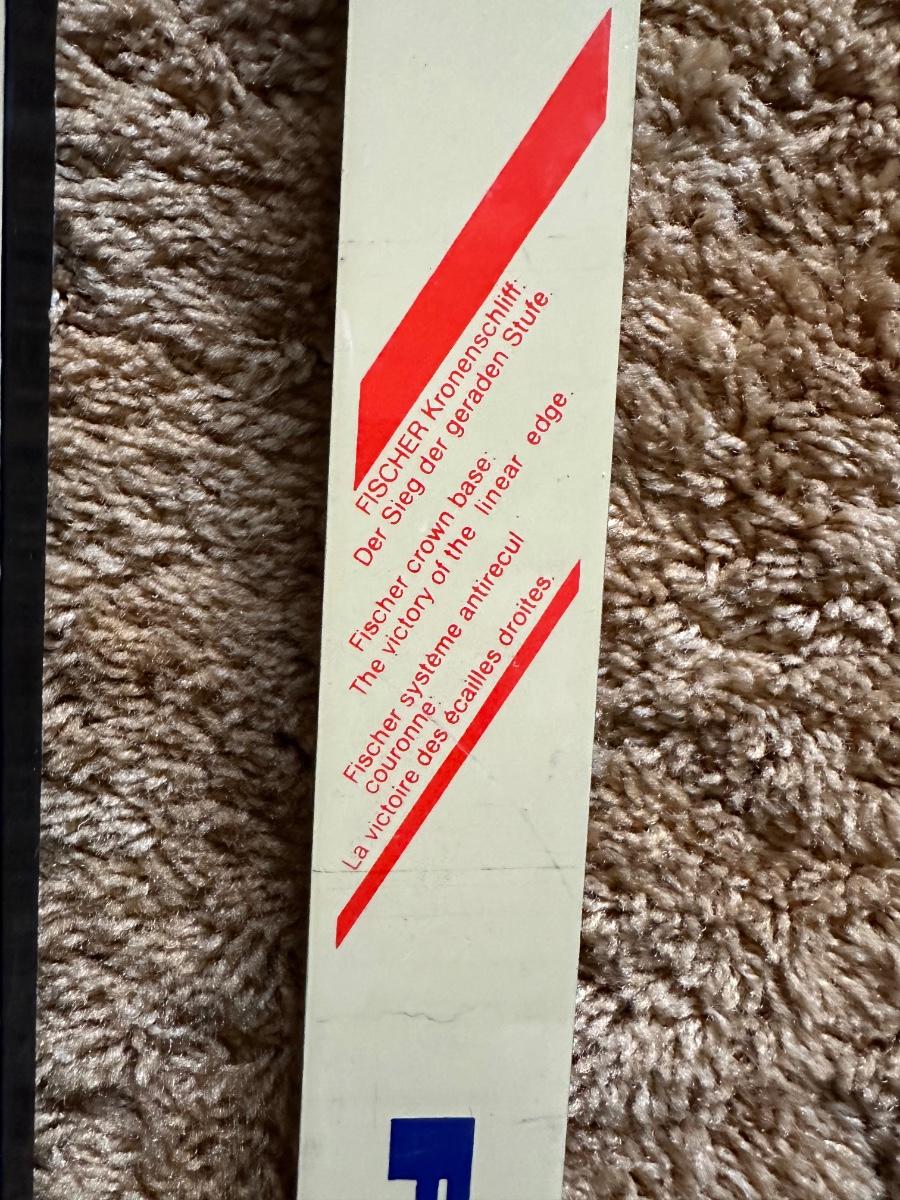 FISCHER Kronenschliff:
Der Sieg der geraden Stufe.
Fischer crown base:
The victory of the linear edge.
Fischer système antirecul
couronne:
La victoire des écailles droites.
F